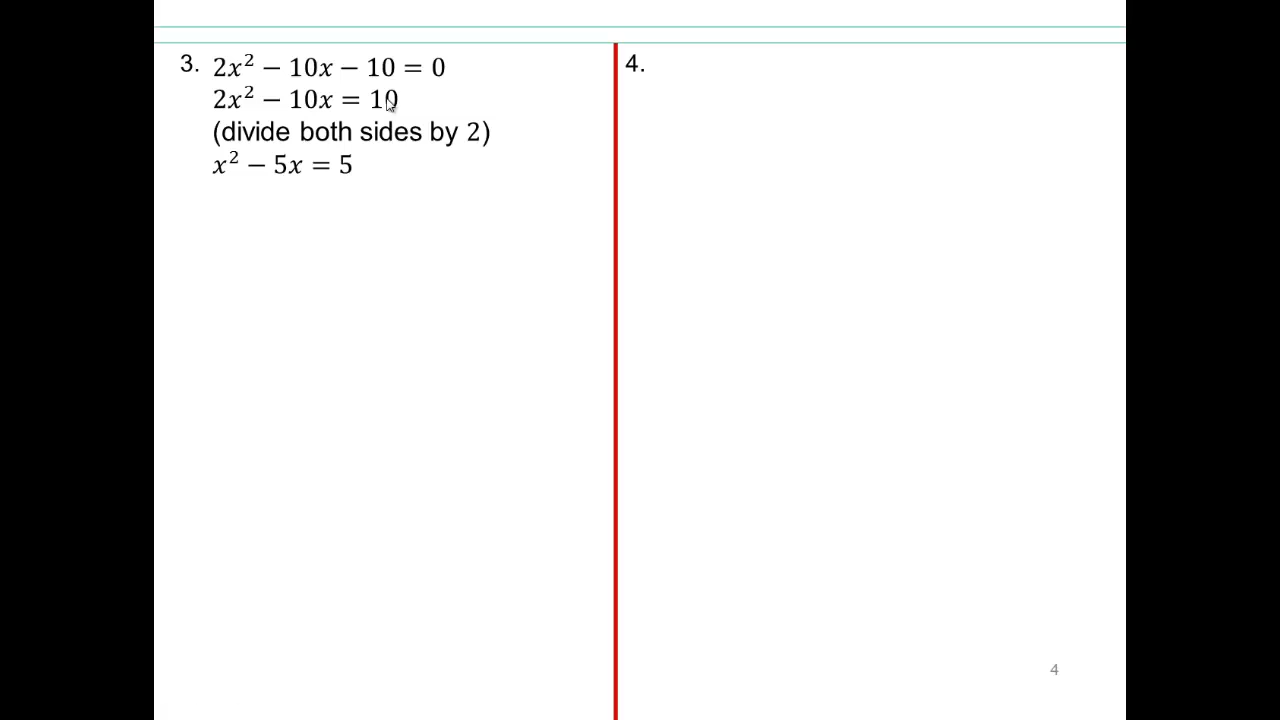 3. 2x² − 10x − 10 = 0
2x² − 10x = 10
(divide both sides by 2)
x² − 5x = 5
4.
4